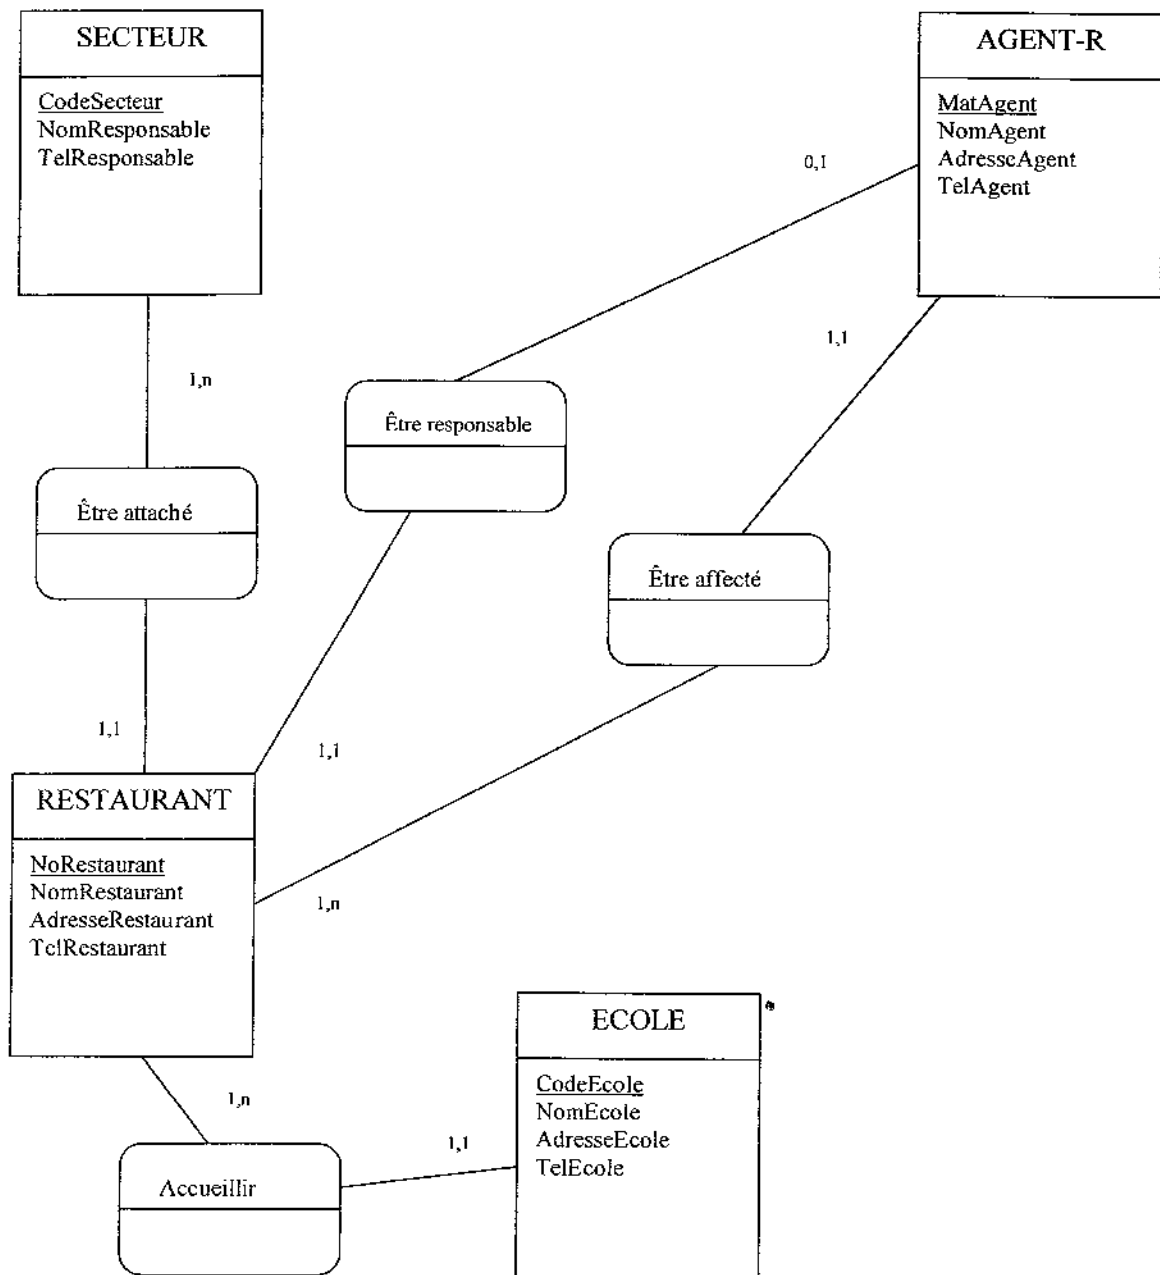 SECTEUR
CodeSecteur
NomResponsable
TelResponsable
AGENT-R
MatAgent
NomAgent
AdresseAgent
TelAgent
0,1
1,1
1,n
Être responsable
Être attaché
Être affecté
1,1
1,1
RESTAURANT
NoRestaurant
NomRestaurant
AdresseRestaurant
TelRestaurant
1,n
ECOLE
CodeEcole
NomEcole
AdresseEcole
TelEcole
1,n
1,1
Accueillir